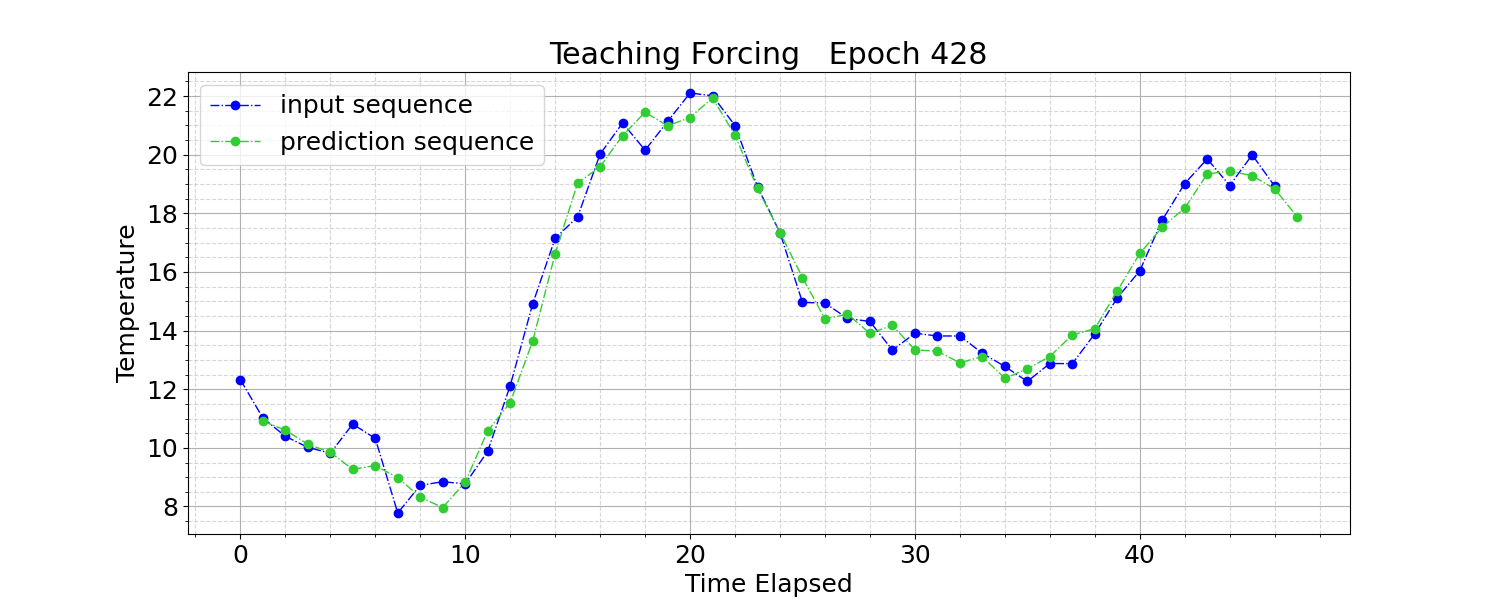 Teaching Forcing   Epoch 428
input sequence
prediction sequence
Temperature
22
20
18
16
14
12
10
8
0 10 20 30 40
Time Elapsed